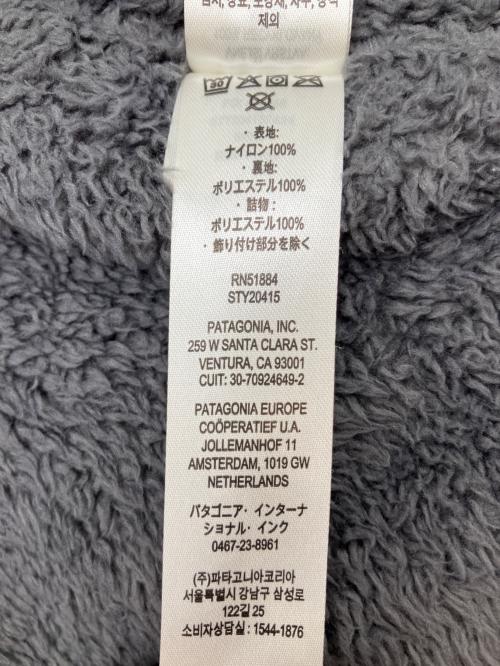 제외
30
・表地:
ナイロン100%
・裏地:
ポリエステル100%
・詰物:
ポリエステル100%
・飾り付け部分を除く
RN51884
STY20415
PATAGONIA, INC.
259 W SANTA CLARA ST.
VENTURA, CA 93001
CUIT: 30-70924649-2
PATAGONIA EUROPE
COÖPERATIEF U.A.
JOLLEMANHOF 11
AMSTERDAM, 1019 GW
NETHERLANDS
パタゴニア・インターナ
ショナル・インク
0467-23-8961
(주)파타고니아코리아
서울특별시 강남구 삼성로
122길 25
소비자상담실 : 1544-1876